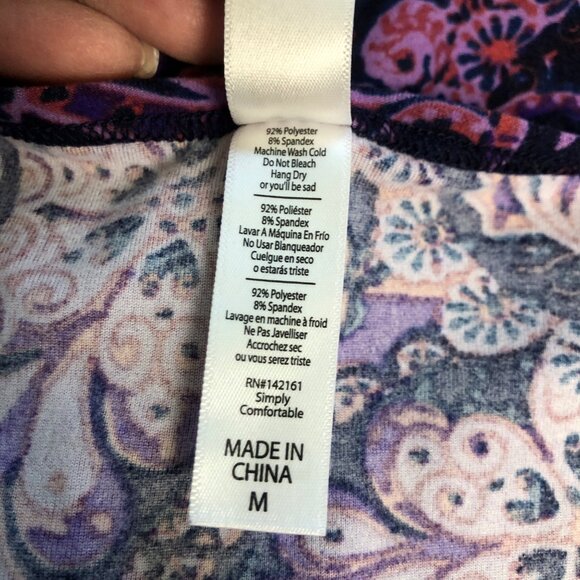 92% Polyester
8% Spandex
Machine Wash Cold
Do Not Bleach
Hang Dry
or you'll be sad
92% Poliéster
8% Spandex
Lavar A Máquina En Frío
No Usar Blanqueador
Cuelgue en seco
o estarás triste
92% Polyester
8% Spandex
Lavage en machine à froid
Ne Pas Javelliser
Accrochez sec
ou vous serez triste
RN#142161
Simply
Comfortable
MADE IN
CHINA
M